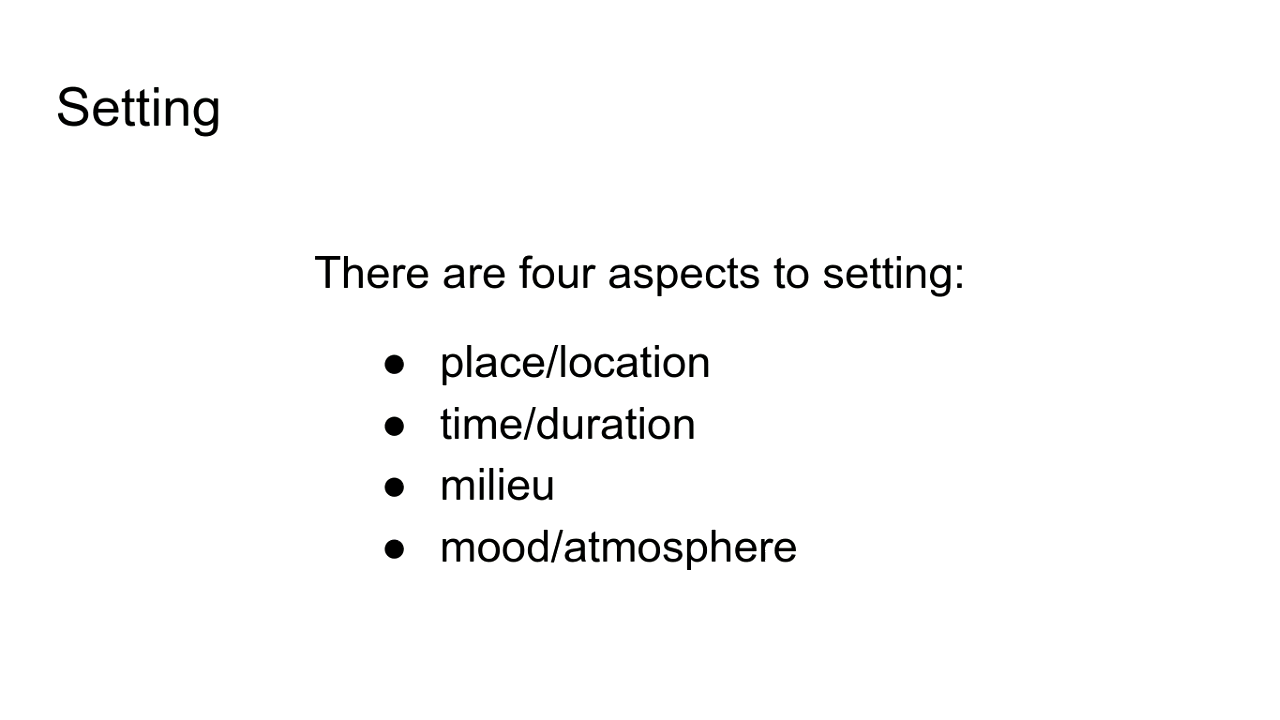 Setting
There are four aspects to setting:
● place/location
● time/duration
● milieu
● mood/atmosphere